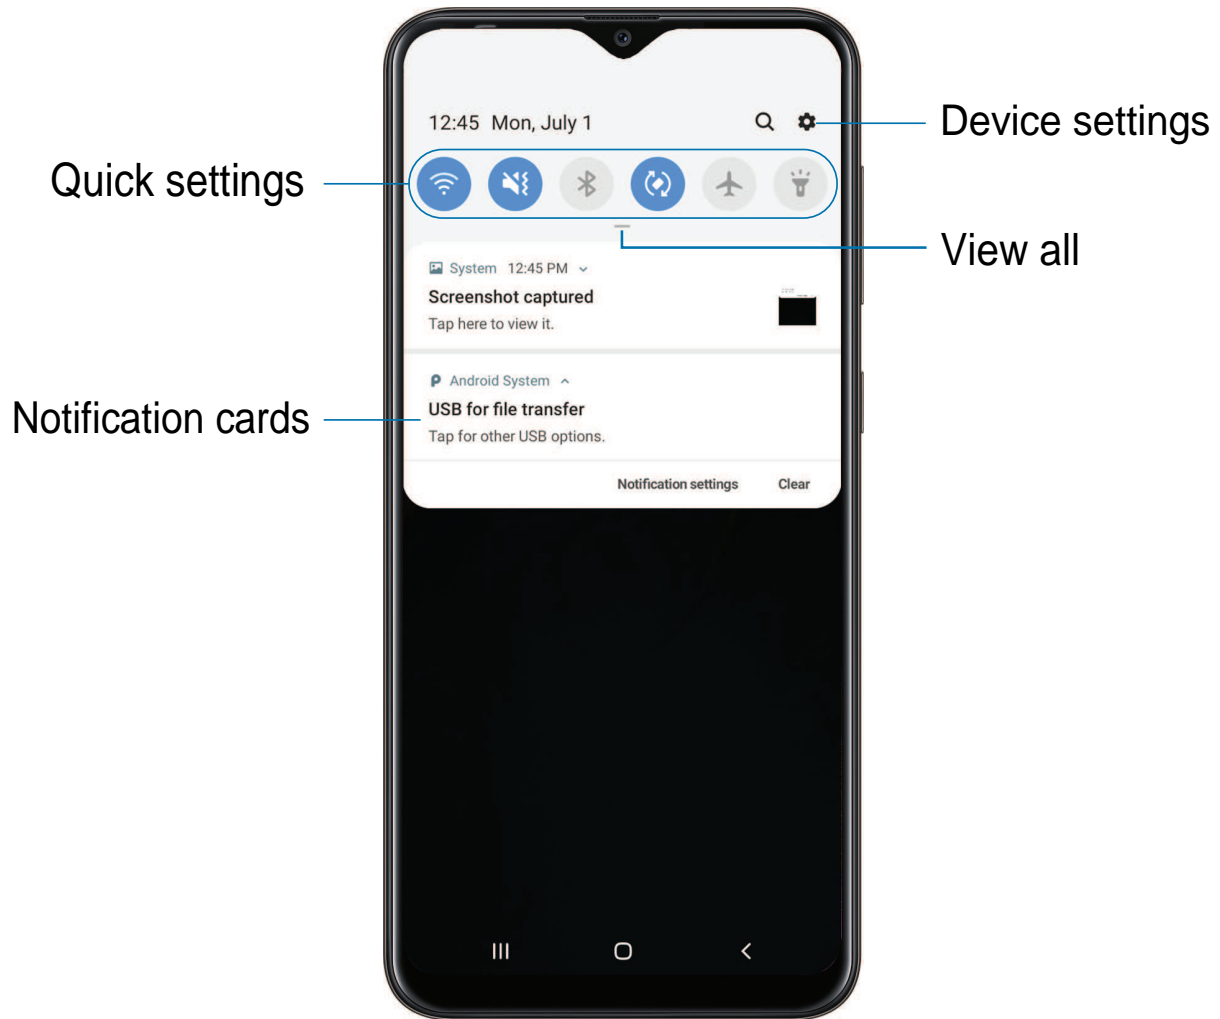 12:45 Mon, July 1
Device settings
Quick settings
View all
System 12:45 PM
Screenshot captured
Tap here to view it.
Android System
USB for file transfer
Notification cards
Tap for other USB options.
Notification settings Clear